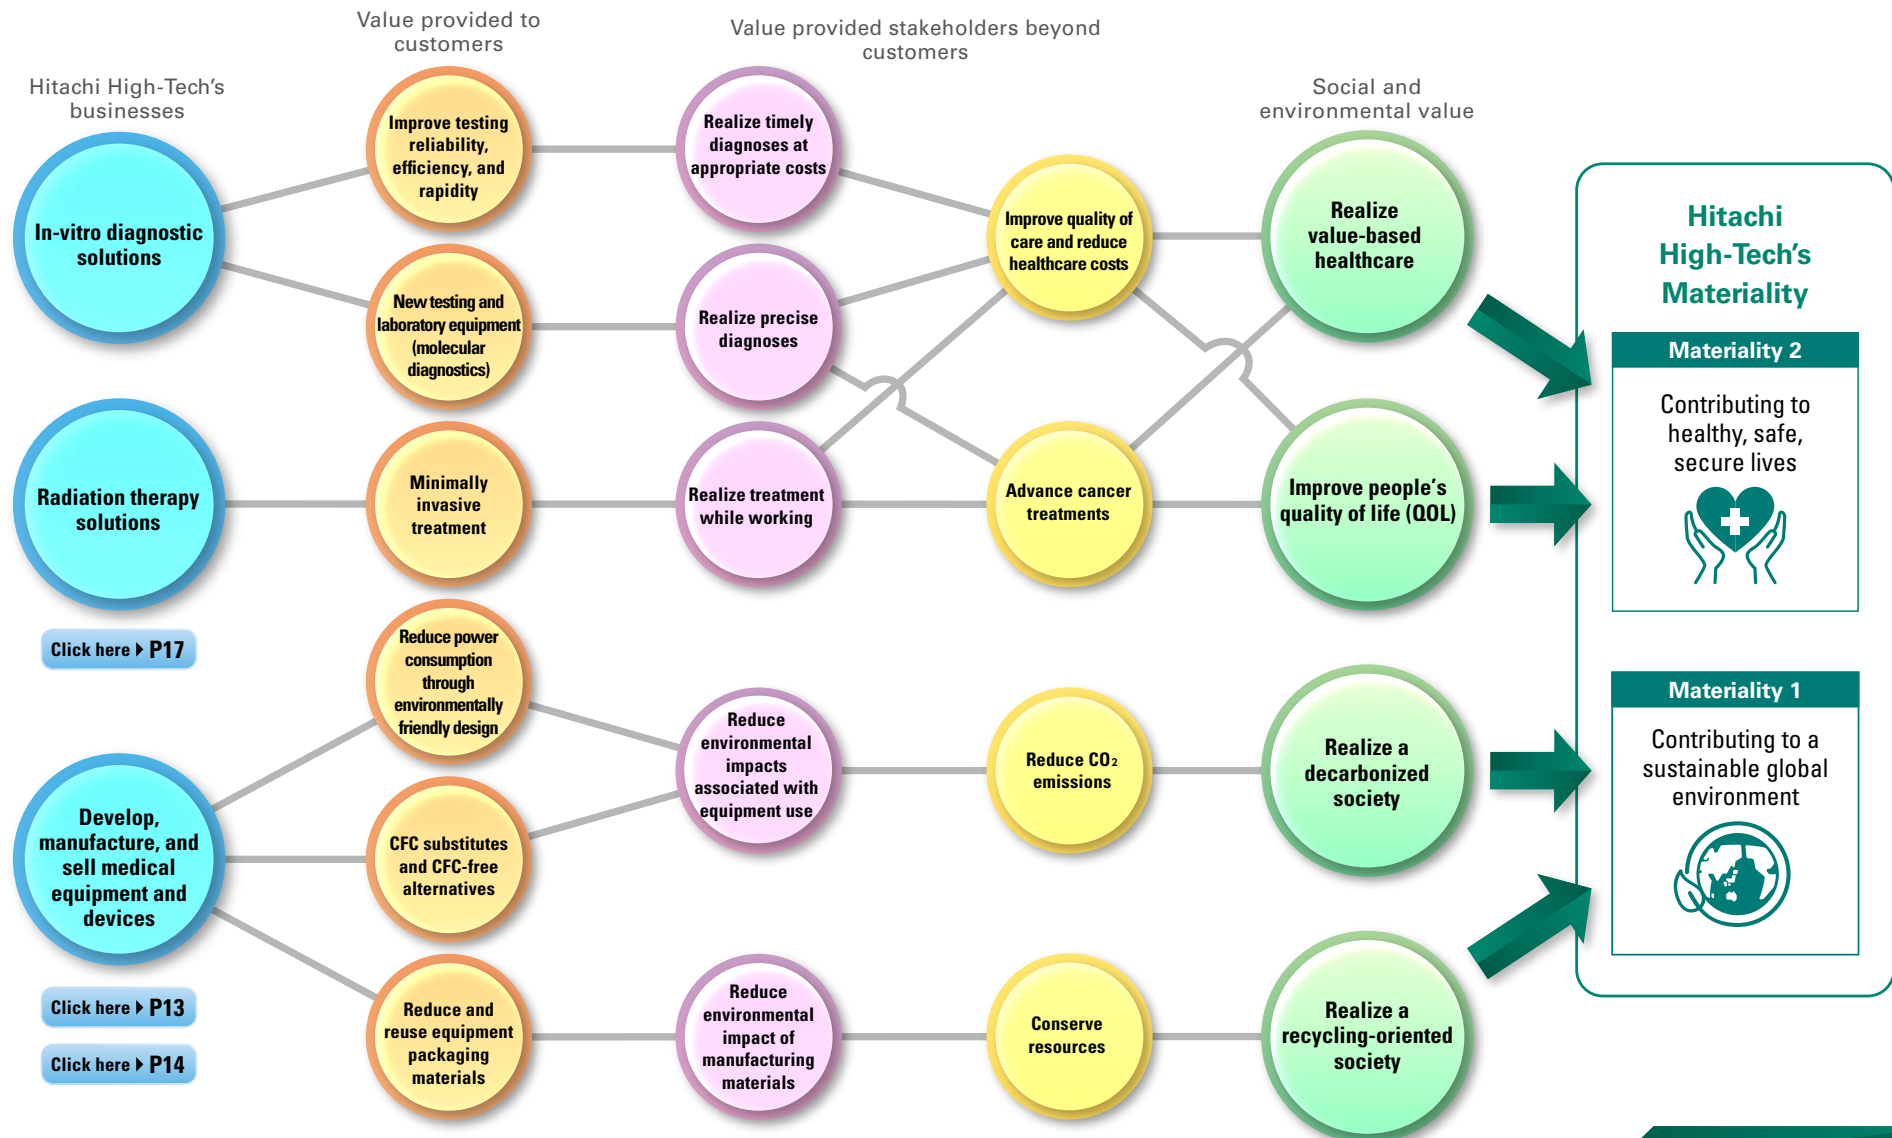 Value provided to
customers
Value provided stakeholders beyond
customers
Hitachi High-Tech's
businesses
Social and
environmental value
In-vitro diagnostic
solutions
Improve testing
reliability,
efficiency, and
rapidity
Realize timely
diagnoses at
appropriate costs
New testing and
laboratory equipment
(molecular
diagnostics)
Realize precise
diagnoses
Improve quality of
care and reduce
healthcare costs
Realize
value-based
healthcare
Radiation therapy
solutions
Minimally
invasive
treatment
Realize treatment
while working
Advance cancer
treatments
Improve people's
quality of life (QOL)
Click here ▶ P17
Develop,
manufacture, and
sell medical
equipment and
devices
Reduce power
consumption
through
environmentally
friendly design
CFC substitutes
and CFC-free
alternatives
Reduce
environmental
impacts
associated with
equipment use
Reduce CO₂
emissions
Realize a
decarbonized
society
Click here ▶ P13
Click here ▶ P14
Reduce and
reuse equipment
packaging
materials
Reduce
environmental
impact of
manufacturing
materials
Conserve
resources
Realize a
recycling-oriented
society
Hitachi
High-Tech's
Materiality
Materiality 2
Contributing to
healthy, safe,
secure lives
Materiality 1
Contributing to a
sustainable global
environment